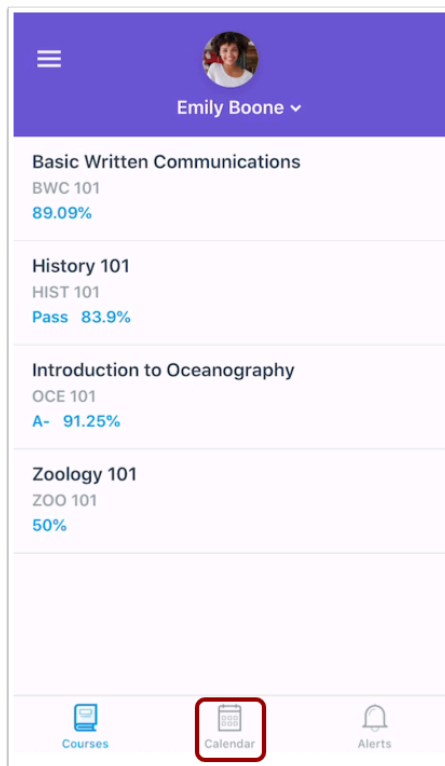 Emily Boone
Basic Written Communications
BWC 101
89.09%
History 101
HIST 101
Pass 83.9%
Introduction to Oceanography
OCE 101
A- 91.25%
Zoology 101
ZOO 101
50%
Courses
Calendar
Alerts